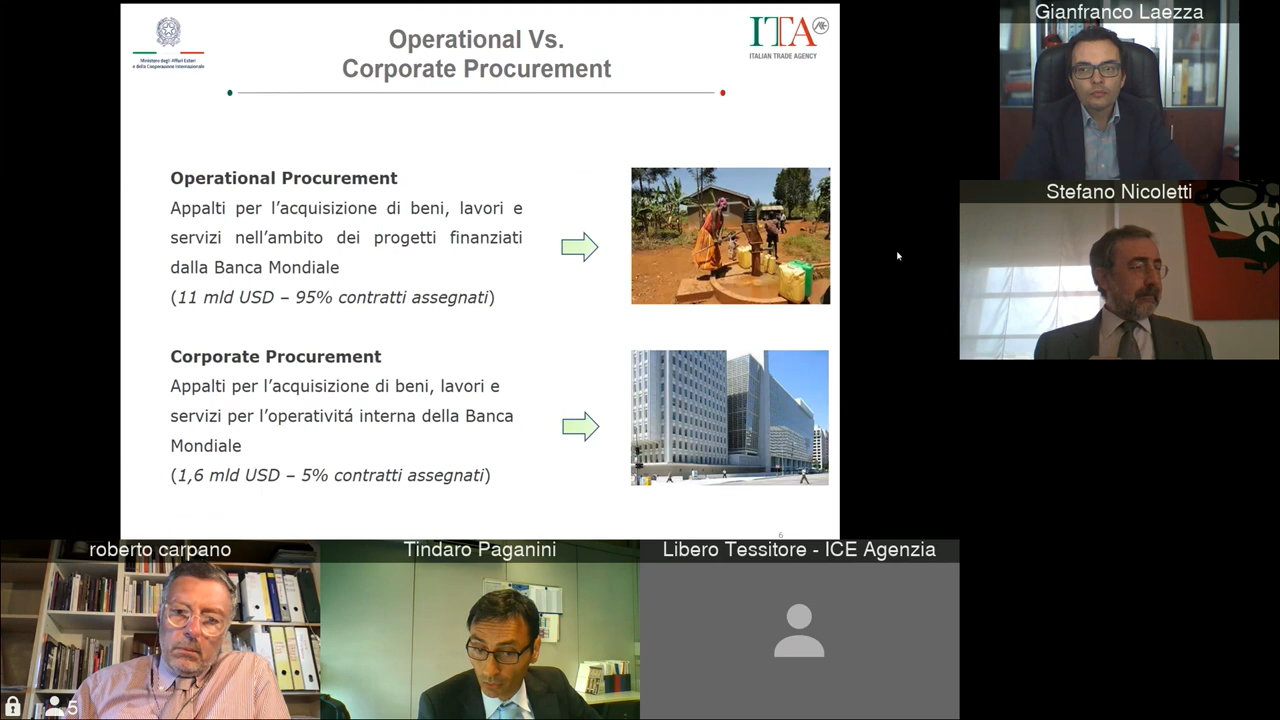 Operational Vs.
Corporate Procurement
Ministero degli Affari Esteri
e della Cooperazione Internazionale
ITA
ITALIAN TRADE AGENCY
Operational Procurement
Appalti per l’acquisizione di beni, lavori e
servizi nell’ambito dei progetti finanziati
dalla Banca Mondiale
(11 mld USD – 95% contratti assegnati)
Corporate Procurement
Appalti per l’acquisizione di beni, lavori e
servizi per l’operativitá interna della Banca
Mondiale
(1,6 mld USD – 5% contratti assegnati)
6
Gianfranco Laezza
Stefano Nicoletti
roberto carpano
Tindaro Paganini
Libero Tessitore - ICE Agenzia
5